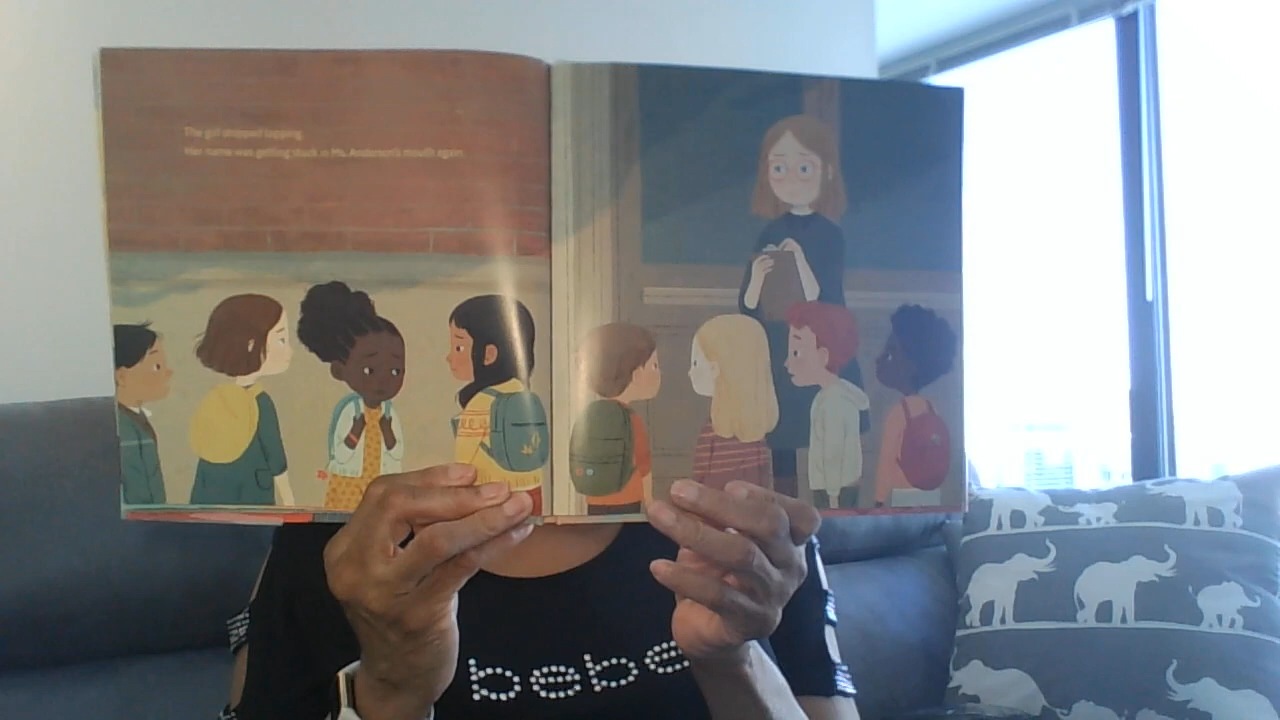 The girl stopped tapping.
Her name was getting stuck in Ms. Anderson's mouth again.
bebe